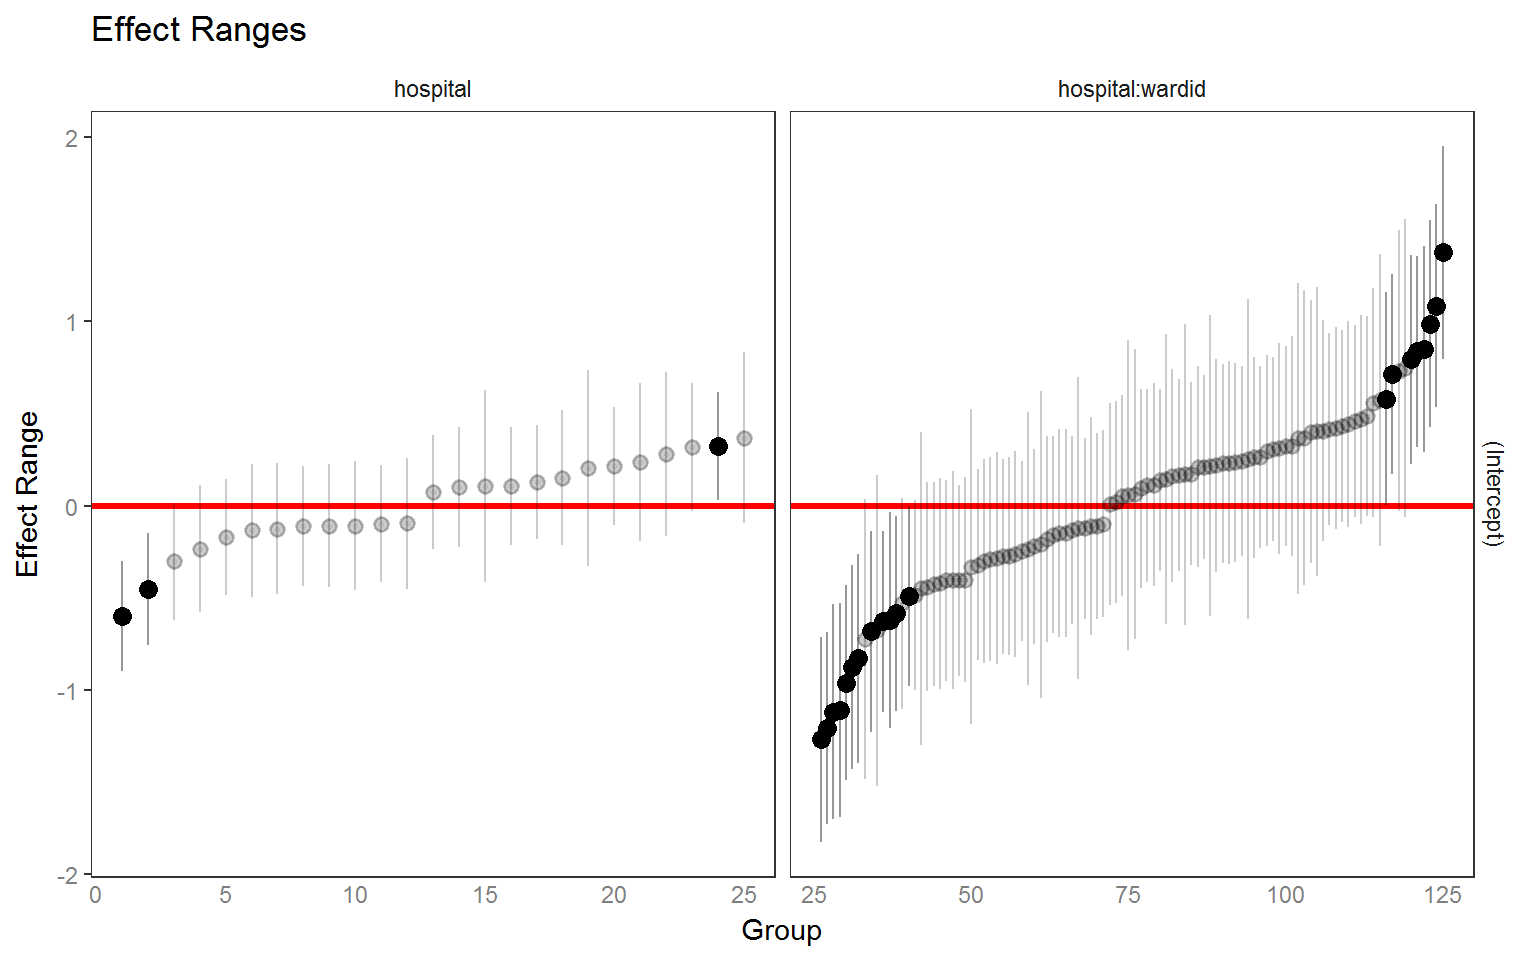 Effect Ranges
hospital
hospital:wardid
2
1
0
-1
-2
Effect Range
(Intercept)
0 5 10 15 20 25
25 50 75 100 125
Group